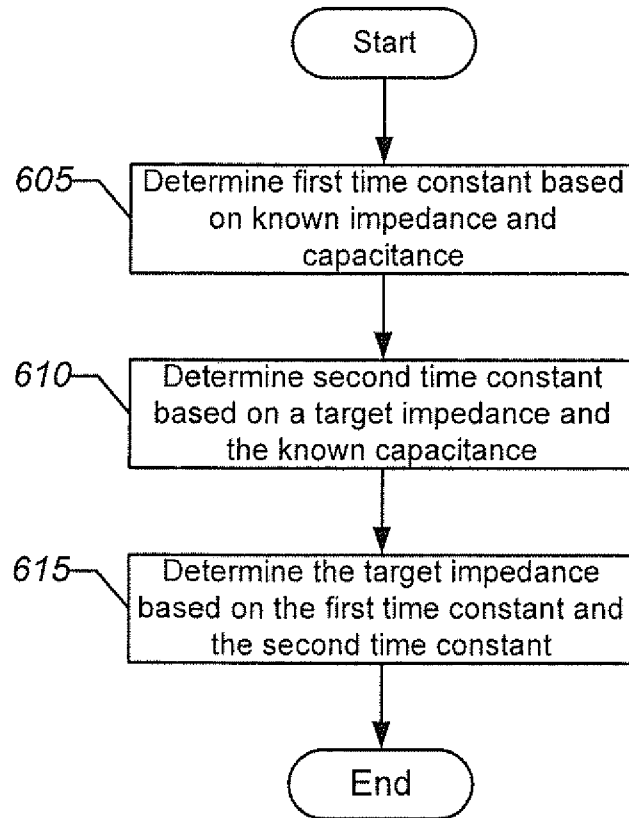 Start
605
Determine first time constant based
on known impedance and
capacitance
610
Determine second time constant
based on a target impedance and
the known capacitance
615
Determine the target impedance
based on the first time constant and
the second time constant
End